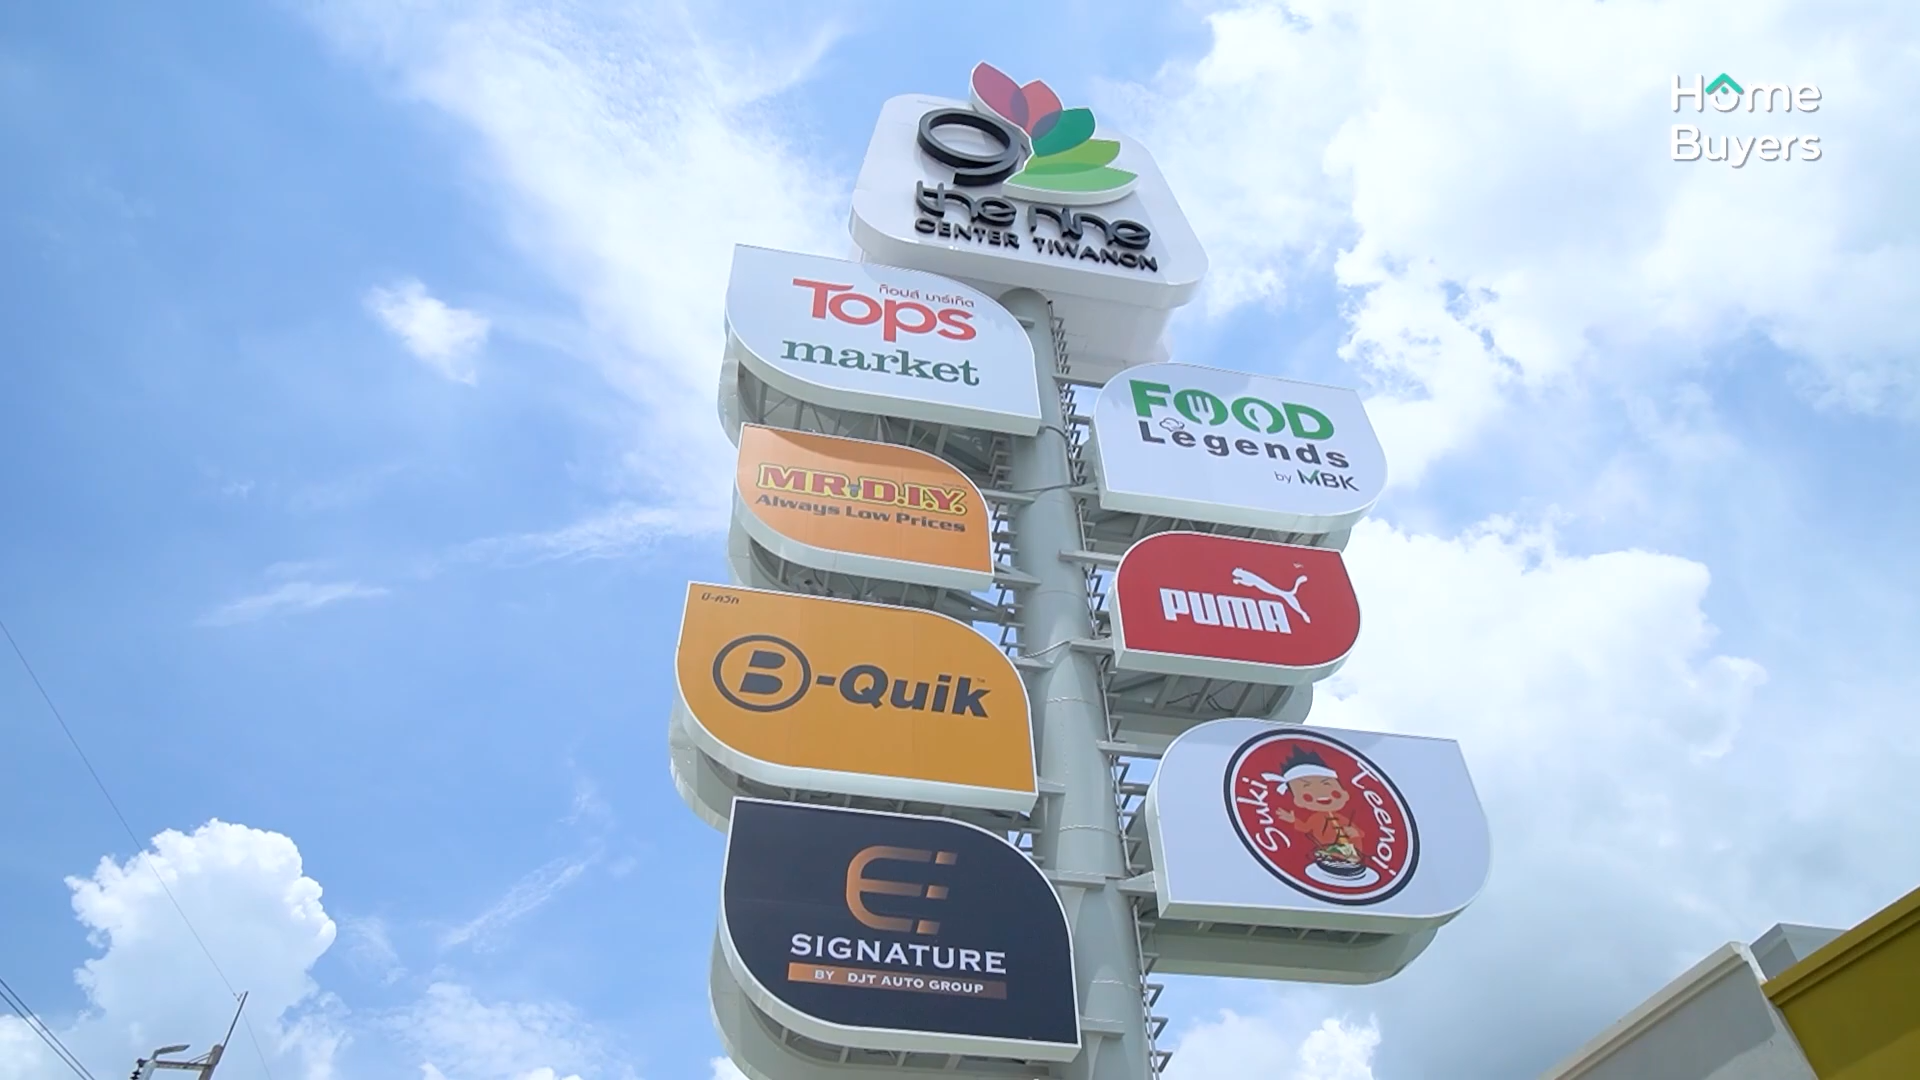 Home
Buyers
9
the nine
CENTER TIWANON
ท็อปส์ มาร์เก็ต
Tops
market
FOOD
Legends
by MBK
MR.D.I.Y.
Always Low Prices
PUMA
บี-ควิก
B-Quik
Suki Teenoi
SIGNATURE
BY DJT AUTO GROUP